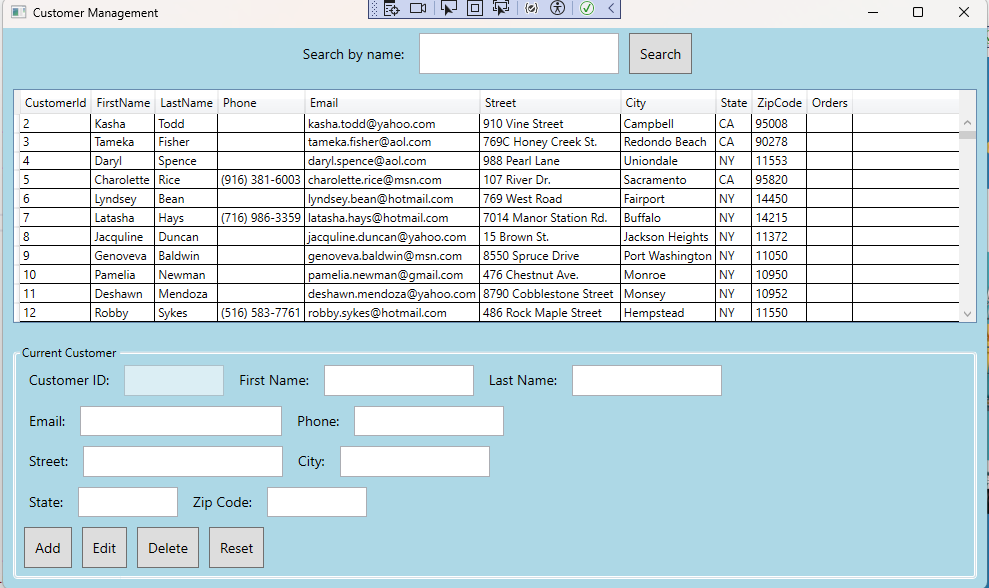 Customer Management
Search by name: Search
CustomerId FirstName LastName Phone Email Street City State ZipCode Orders
2 Kasha Todd kasha.todd@yahoo.com 910 Vine Street Campbell CA 95008
3 Tameka Fisher tameka.fisher@aol.com 769C Honey Creek St. Redondo Beach CA 90278
4 Daryl Spence daryl.spence@aol.com 988 Pearl Lane Uniondale NY 11553
5 Charolette Rice (916) 381-6003 charolette.rice@msn.com 107 River Dr. Sacramento CA 95820
6 Lyndsey Bean lyndsey.bean@hotmail.com 769 West Road Fairport NY 14450
7 Latasha Hays (716) 986-3359 latasha.hays@hotmail.com 7014 Manor Station Rd. Buffalo NY 14215
8 Jacquline Duncan jacquline.duncan@yahoo.com 15 Brown St. Jackson Heights NY 11372
9 Genoveva Baldwin genoveva.baldwin@msn.com 8550 Spruce Drive Port Washington NY 11050
10 Pamelia Newman pamelia.newman@gmail.com 476 Chestnut Ave. Monroe NY 10950
11 Deshawn Mendoza deshawn.mendoza@yahoo.com 8790 Cobblestone Street Monsey NY 10952
12 Robby Sykes (516) 583-7761 robby.sykes@hotmail.com 486 Rock Maple Street Hempstead NY 11550
Current Customer
Customer ID: First Name: Last Name:
Email: Phone:
Street: City:
State: Zip Code:
Add Edit Delete Reset